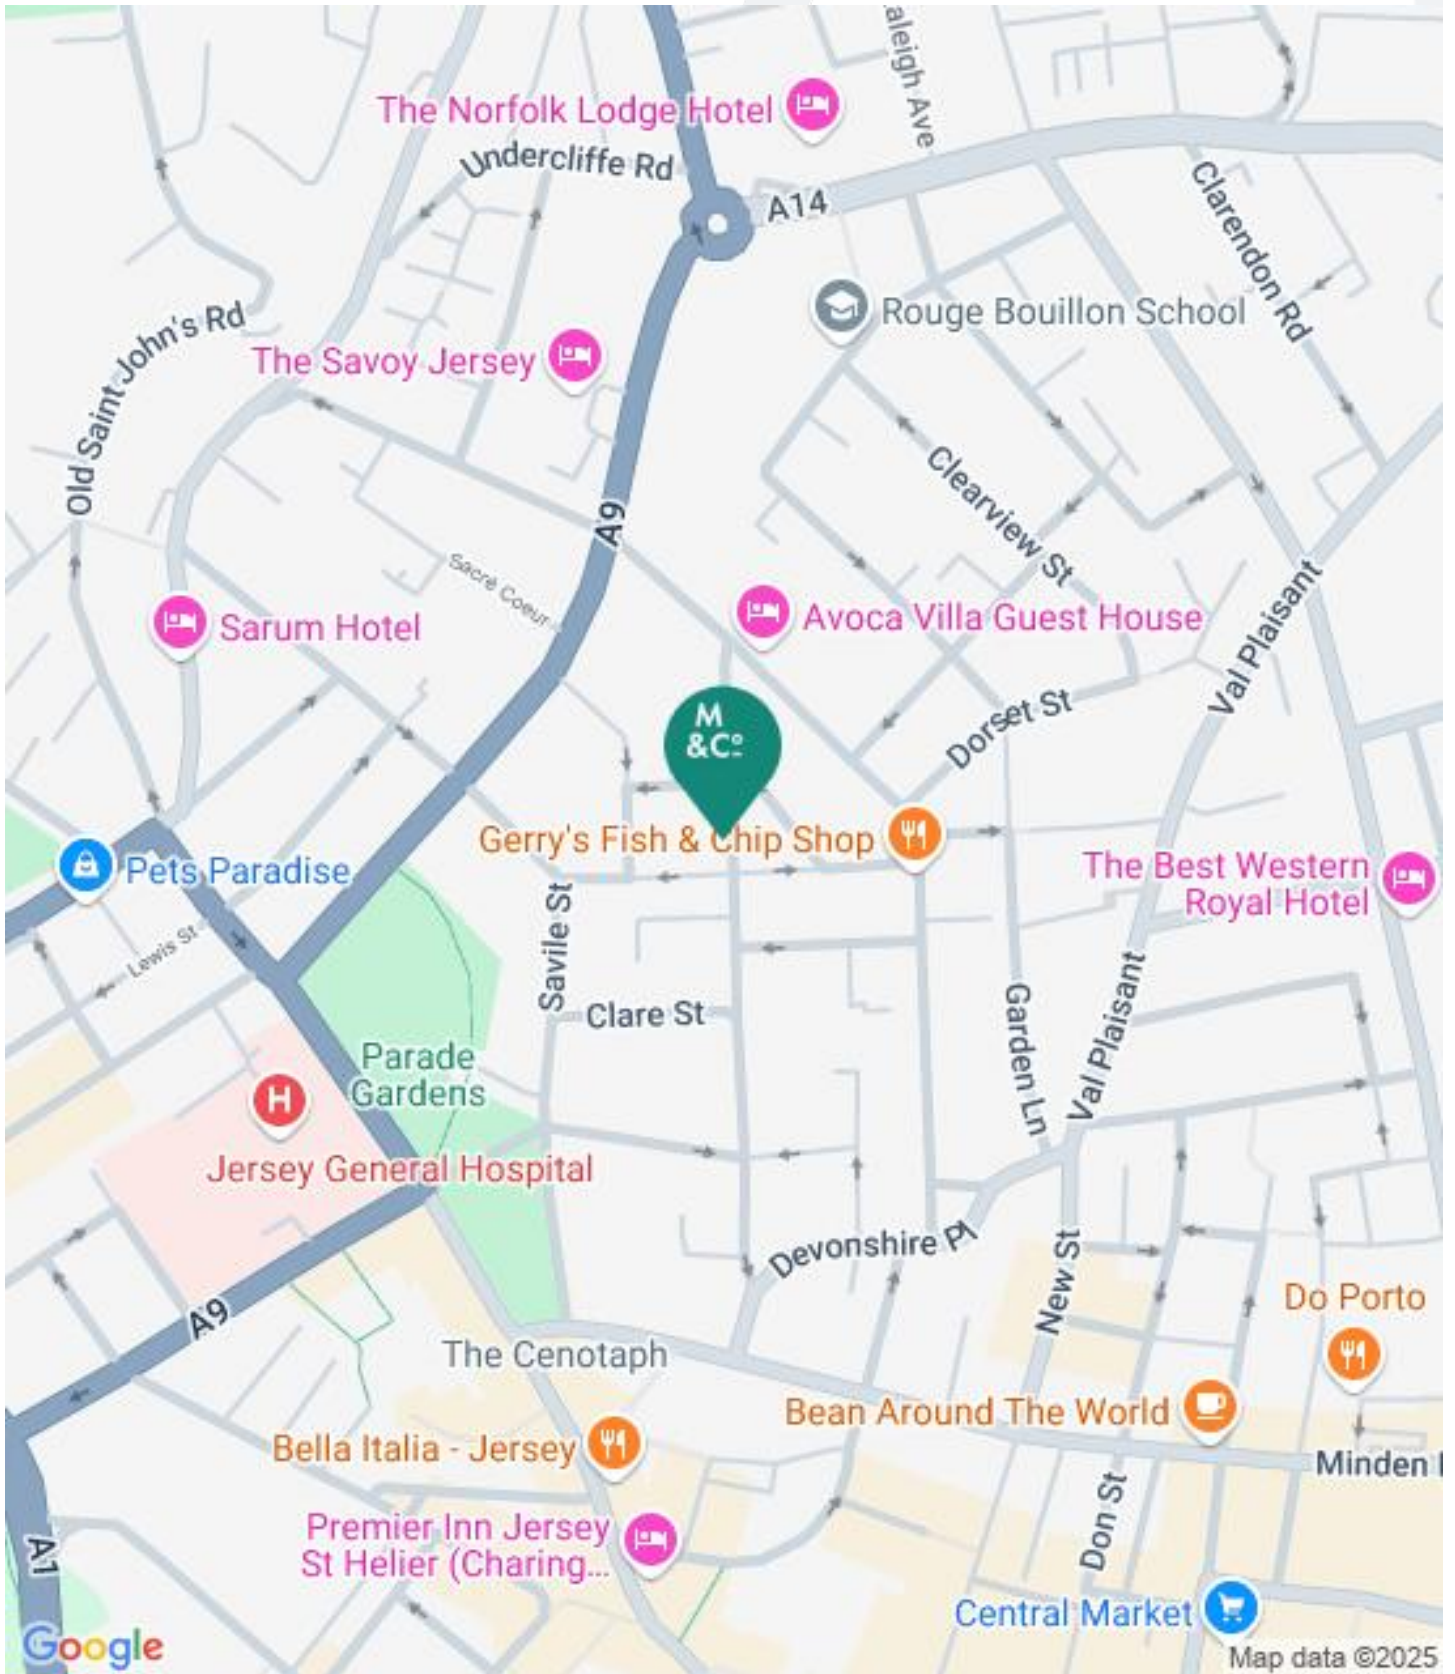 aleigh Ave
The Norfolk Lodge Hotel
Undercliffe Rd
A14
Clarendon Rd
Rouge Bouillon School
Old Saint John's Rd
The Savoy Jersey
A9
Clearview St
Sacré Coeur
Sarum Hotel
Avoca Villa Guest House
Val Plaisant
Dorset St
M
&Cº
Gerry's Fish & Chip Shop
Pets Paradise
The Best Western
Royal Hotel
Lewis St
Savile St
Clare St
Garden Ln
Val Plaisant
Parade
Gardens
H
Jersey General Hospital
Devonshire Pl
New St
Do Porto
A9
The Cenotaph
Bean Around The World
Bella Italia - Jersey
Minden
Don St
Premier Inn Jersey
St Helier (Charing...
A1
Central Market
Google
Map data ©2025